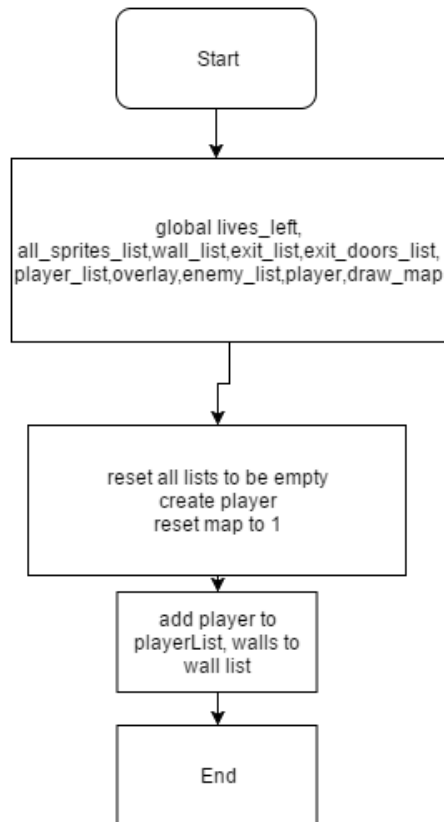 Start
global lives_left,
all_sprites_list,wall_list,exit_list,exit_doors_list,
player_list,overlay,enemy_list,player,draw_map
reset all lists to be empty
create player
reset map to 1
add player to
playerList, walls to
wall list
End